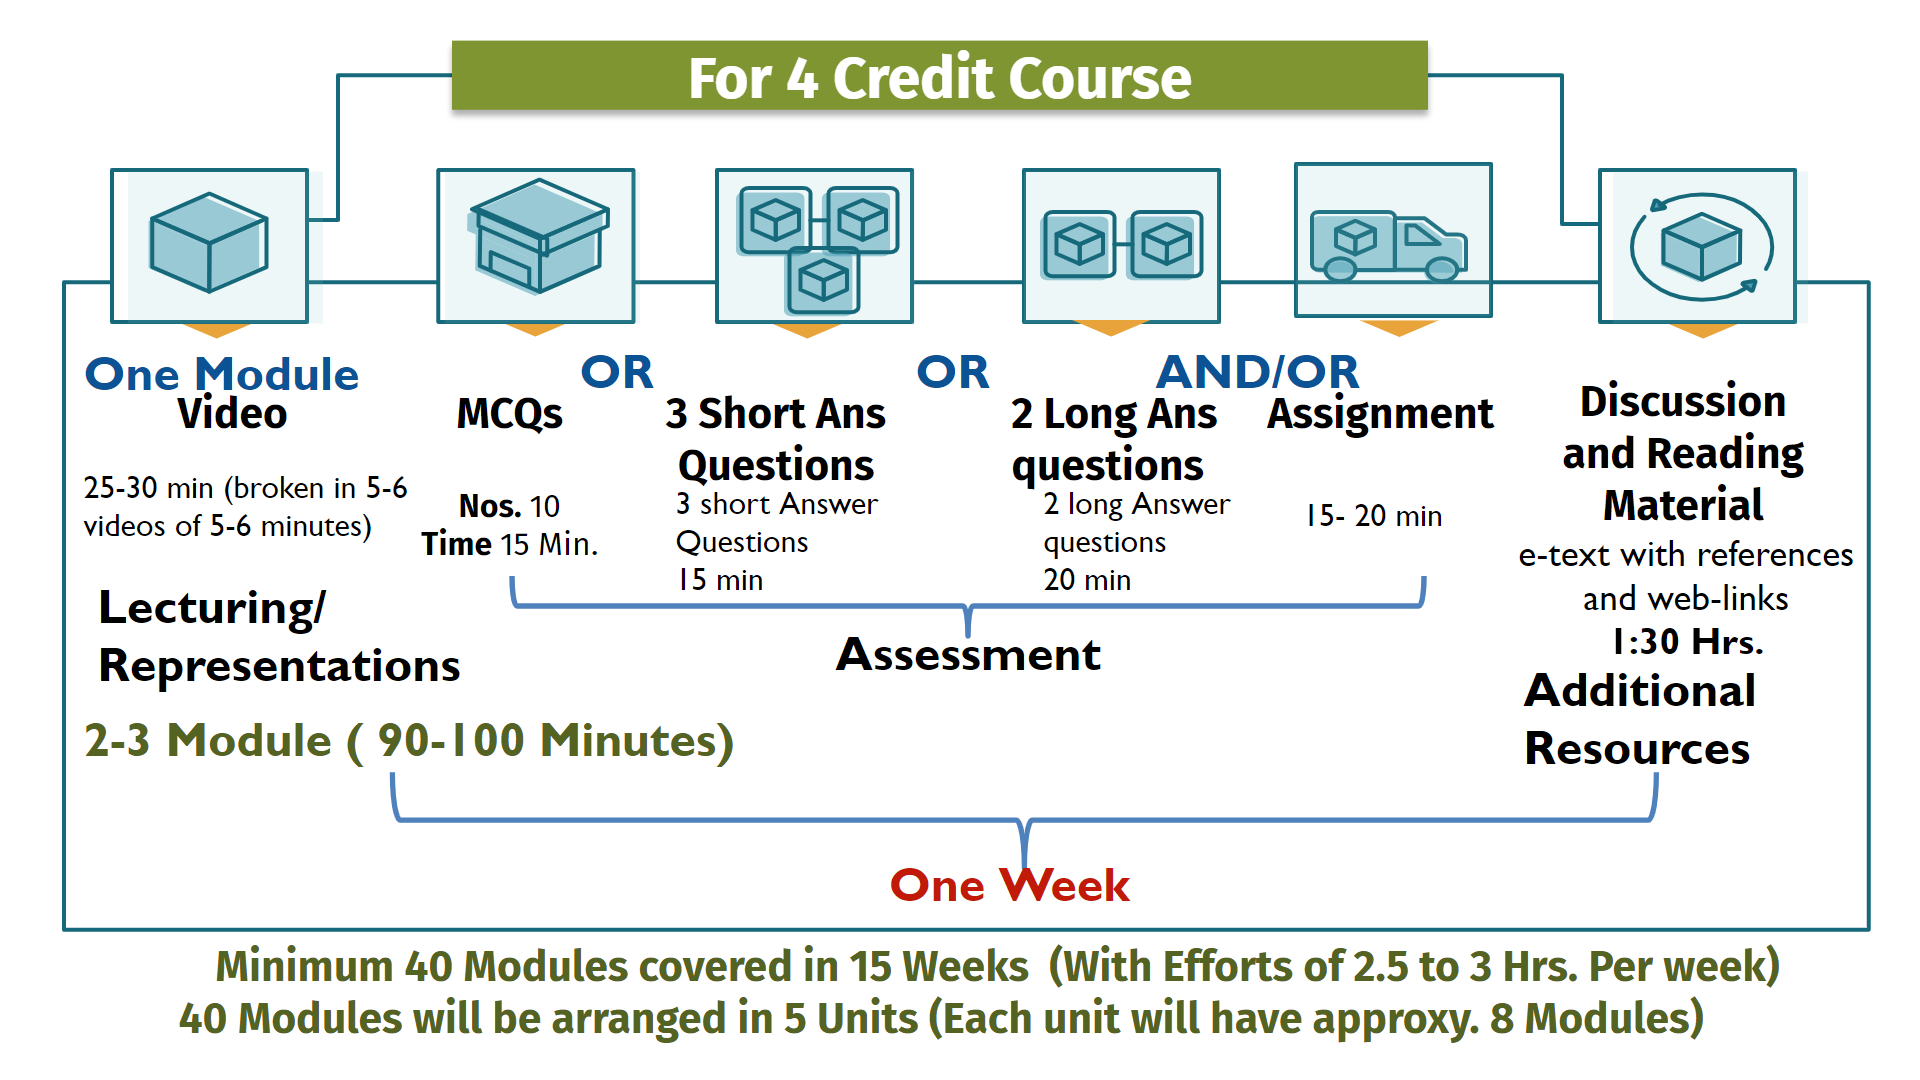 For 4 Credit Course
One Module
Video
25-30 min (broken in 5-6
videos of 5-6 minutes)
Lecturing/
Representations
2-3 Module ( 90-100 Minutes)
MCQs
Nos. 10
Time 15 Min.
OR
3 Short Ans
Questions
3 short Answer
Questions
15 min
OR
2 Long Ans
questions
2 long Answer
questions
20 min
AND/OR
Assignment
15- 20 min
Assessment
Discussion
and Reading
Material
e-text with references
and web-links
1:30 Hrs.
Additional
Resources
One Week
Minimum 40 Modules covered in 15 Weeks (With Efforts of 2.5 to 3 Hrs. Per week)
40 Modules will be arranged in 5 Units (Each unit will have approxy. 8 Modules)